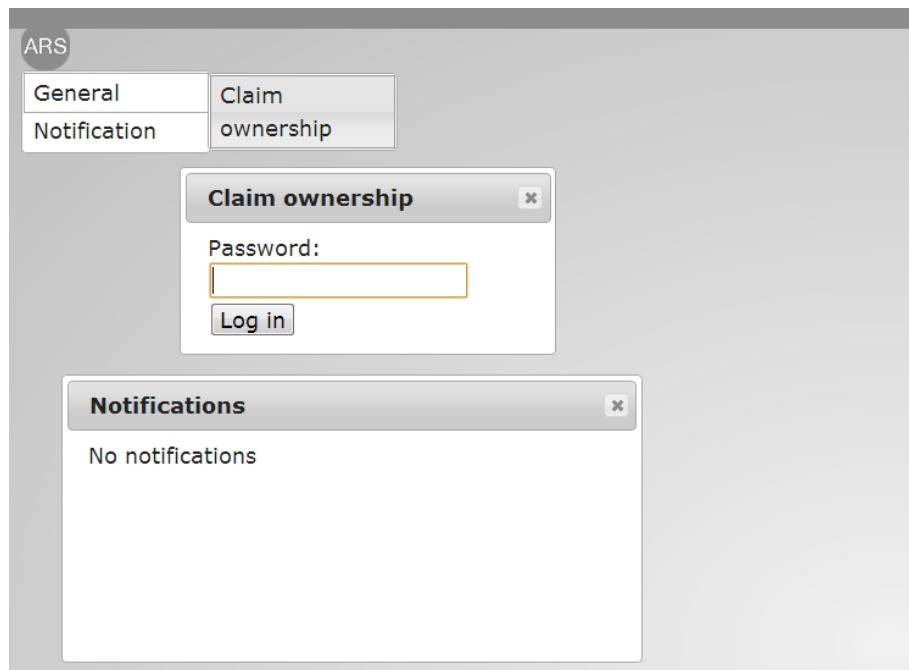 ARS
General
Notification
Claim
ownership
Claim ownership
Password:
Log in
Notifications
No notifications